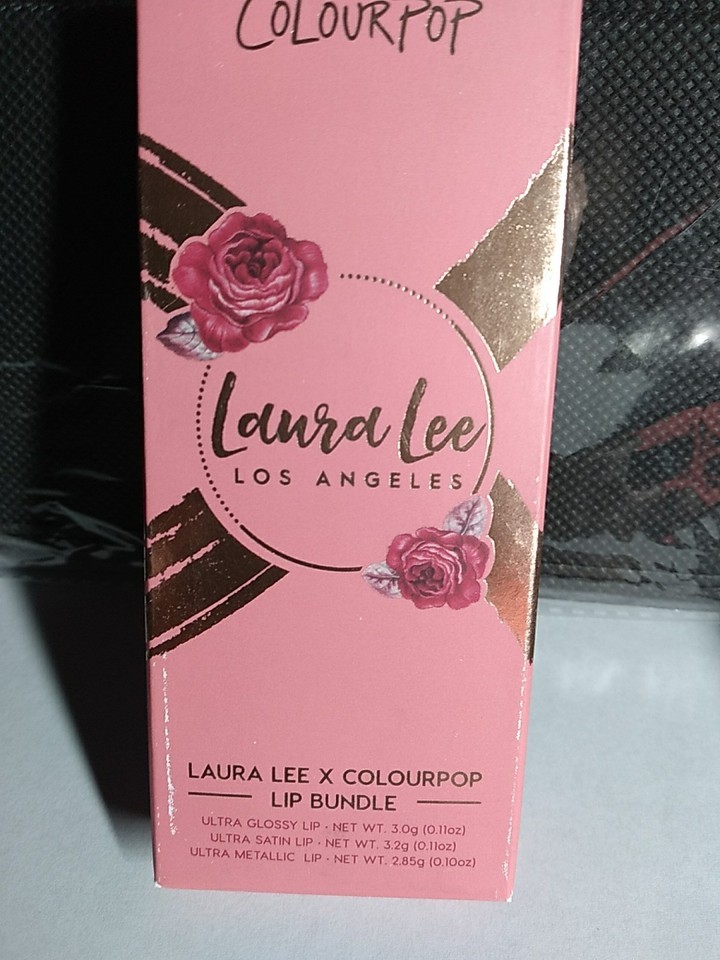 COLOURPOP
Laura Lee
LOS ANGELES
LAURA LEE X COLOURPOP
LIP BUNDLE
ULTRA GLOSSY LIP · NET WT. 3.0g (0.11oz)
ULTRA SATIN LIP · NET WT. 3.2g (0.11oz)
ULTRA METALLIC LIP · NET WT. 2.85g (0.10oz)